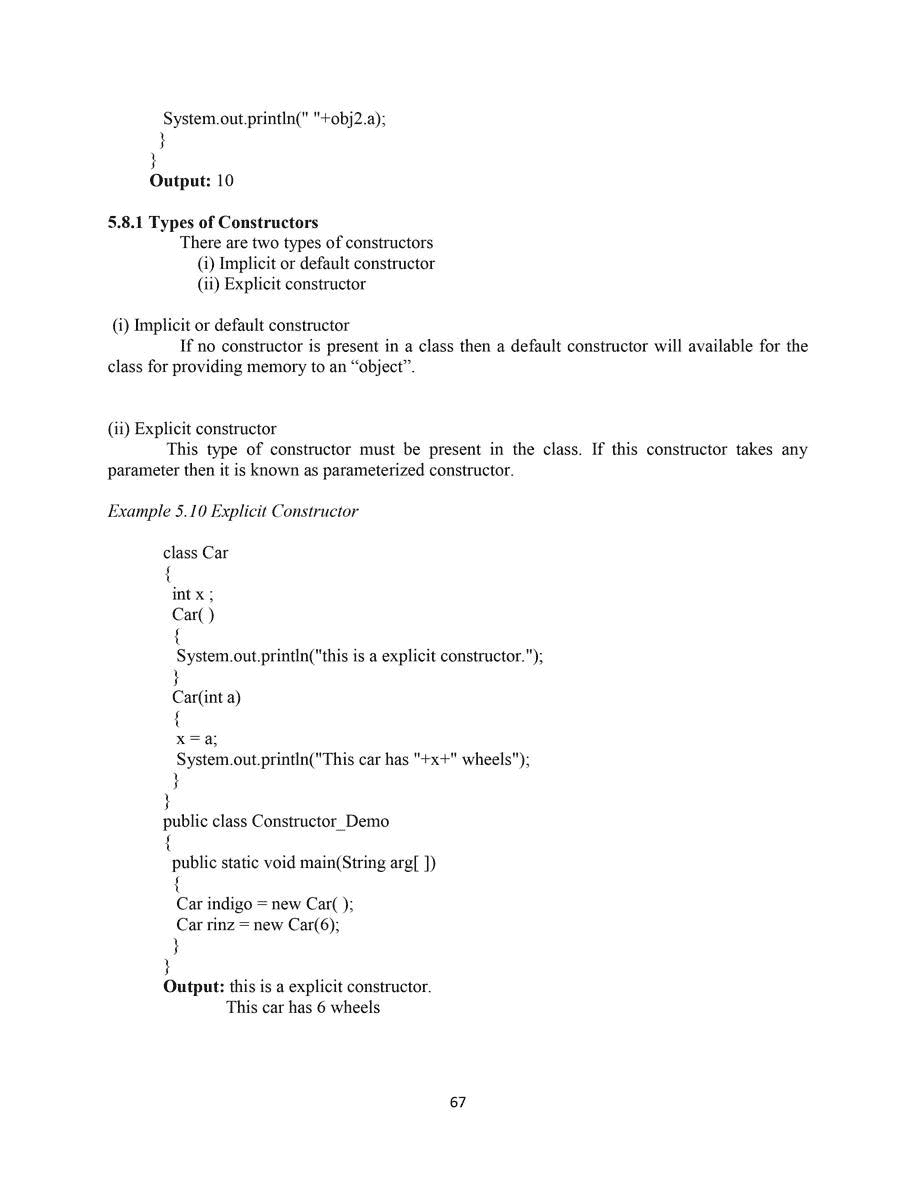 System.out.println(" "+obj2.a);
}
}
Output: 10
5.8.1 Types of Constructors
There are two types of constructors
(i) Implicit or default constructor
(ii) Explicit constructor
(i) Implicit or default constructor
If no constructor is present in a class then a default constructor will available for the
class for providing memory to an “object”.
(ii) Explicit constructor
This type of constructor must be present in the class. If this constructor takes any
parameter then it is known as parameterized constructor.
Example 5.10 Explicit Constructor
class Car
{
int x ;
Car( )
{
System.out.println("this is a explicit constructor.");
}
Car(int a)
{
x = a;
System.out.println("This car has "+x+" wheels");
}
}
public class Constructor_Demo
{
public static void main(String arg[ ])
{
Car indigo = new Car( );
Car rinz = new Car(6);
}
}
Output: this is a explicit constructor.
This car has 6 wheels
67